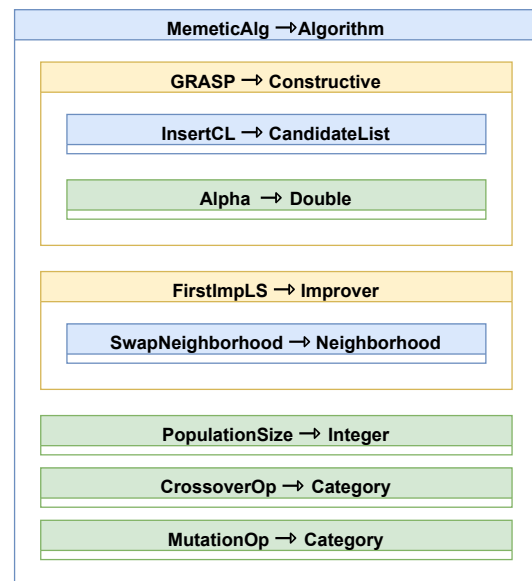 MemeticAlg →Algorithm
GRASP → Constructive
InsertCL → CandidateList
Alpha → Double
FirstImpLS → Improver
SwapNeighborhood → Neighborhood
PopulationSize → Integer
CrossoverOp → Category
MutationOp → Category